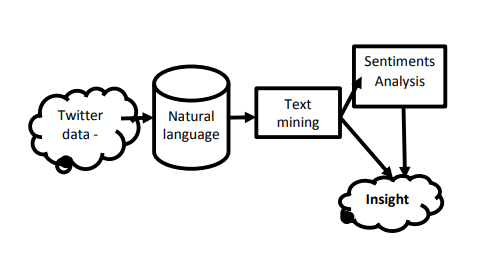 Twitter
data -
Natural
language
Text
mining
Sentiments
Analysis
Insight